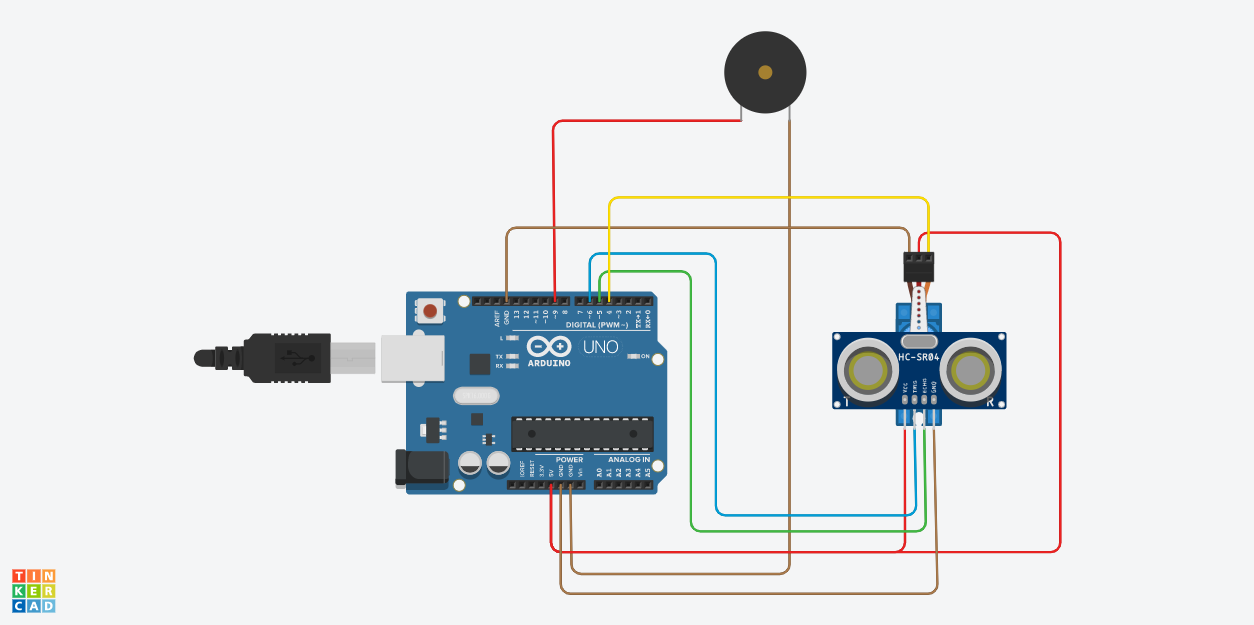 AREF
GND
13
12
~11
~10
~9
8
7
~6
~5
4
~3
2
TX→1
RX←0
DIGITAL (PWM~)
L
TX
RX
UNO
ARDUINO
ON
HC-SR04
T
VCC
TRIG
ECHO
GND
R
POWER
ANALOG IN
IOREF
RESET
3.3V
5V
GND
GND
Vin
A0
A1
A2
A3
A4
A5
TIN
KER
CAD